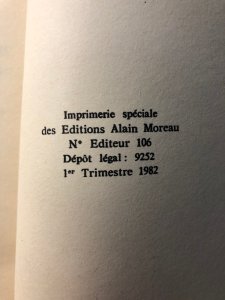 Imprimerie spéciale
des Editions Alain Moreau
N° Editeur 106
Dépôt légal : 9252
1er Trimestre 1982